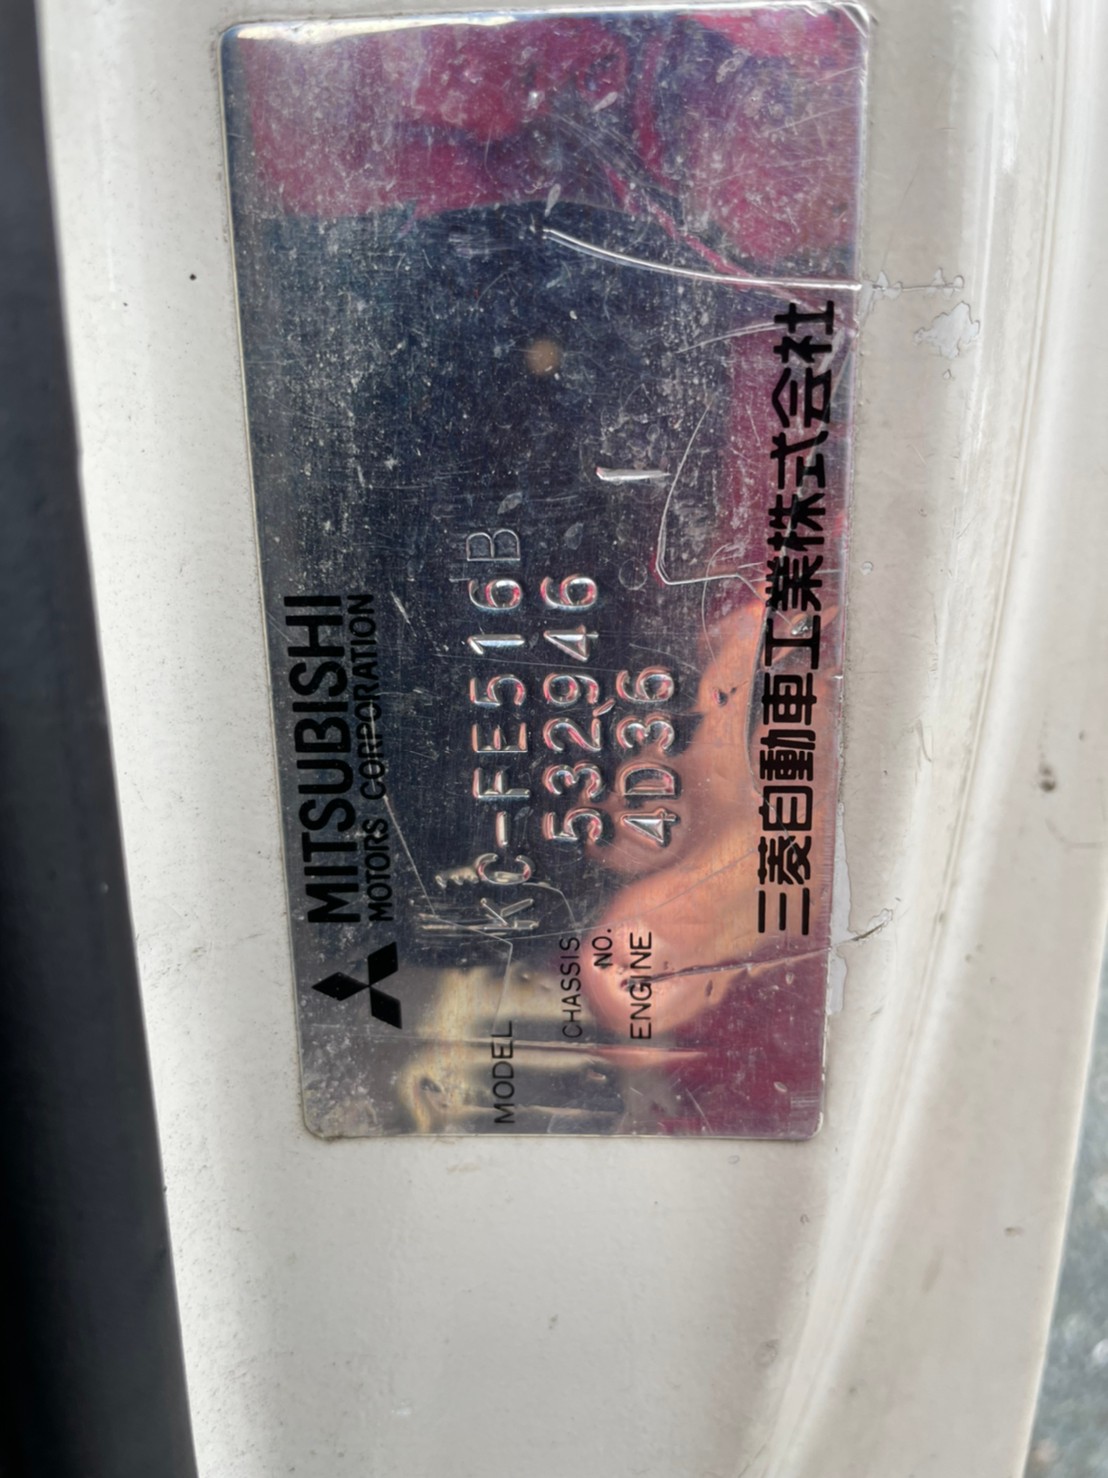 MITSUBISHI
MOTORS CORPORATION
MODEL KC-FE516B
CHASSIS NO. 532946
ENGINE 4D36
三菱自動車工業株式会社